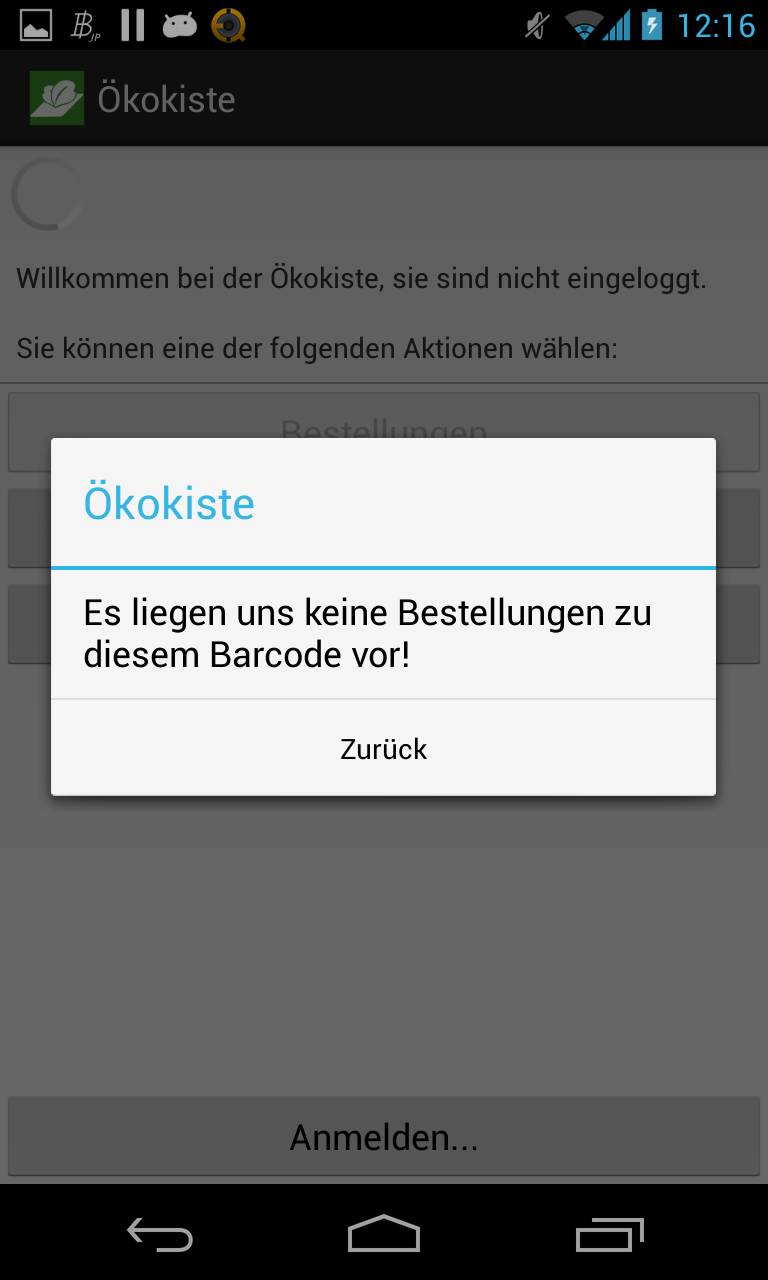 12:16
Ökokiste
Willkommen bei der Ökokiste, sie sind nicht eingeloggt.
Sie können eine der folgenden Aktionen wählen:
Bestellungen
Ökokiste
Es liegen uns keine Bestellungen zu
diesem Barcode vor!
Zurück
Anmelden...